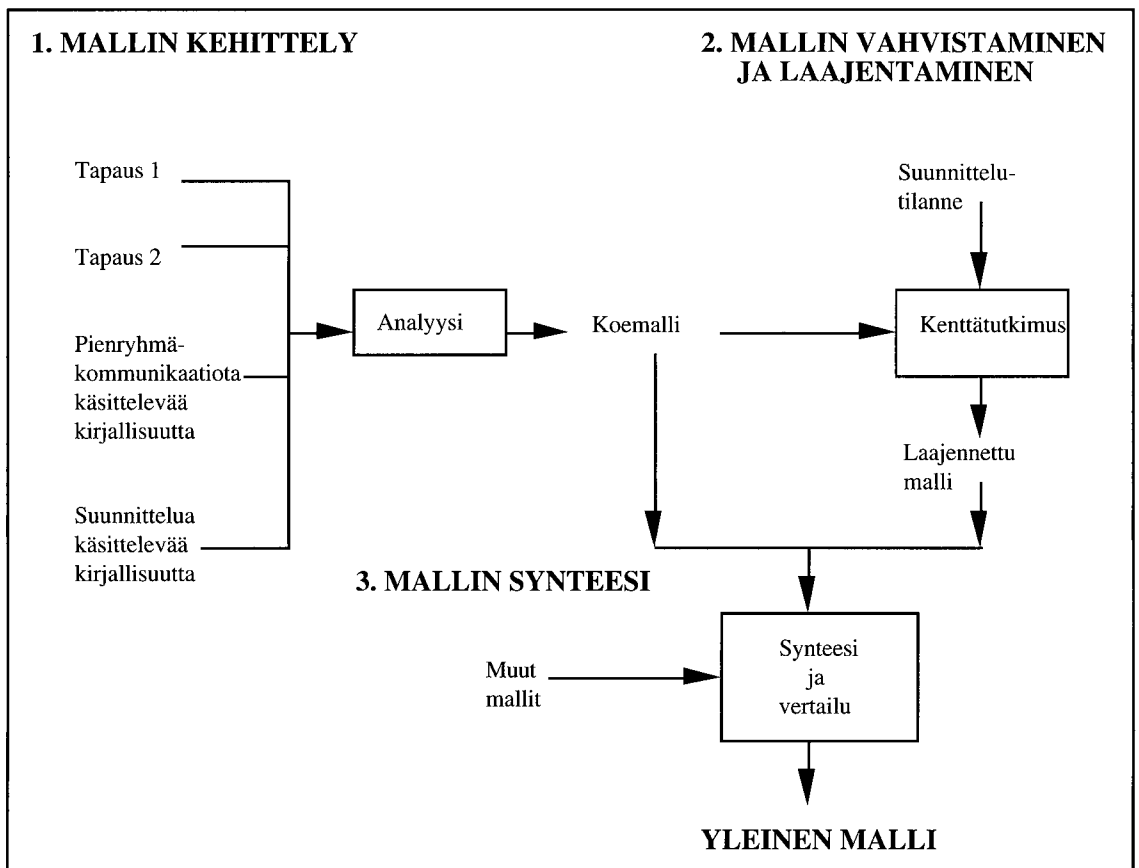 1. MALLIN KEHITTELY
2. MALLIN VAHVISTAMINEN
JA LAAJENTAMINEN
Tapaus 1
Tapaus 2
Pienryhmä-
kommunikaatiota
käsittelevää
kirjallisuutta
Suunnittelua
käsittelevää
kirjallisuutta
Analyysi
Koemalli
Suunnittelu-
tilanne
Kenttätutkimus
Laajennettu
malli
3. MALLIN SYNTEESI
Muut
mallit
Synteesi
ja
vertailu
YLEINEN MALLI